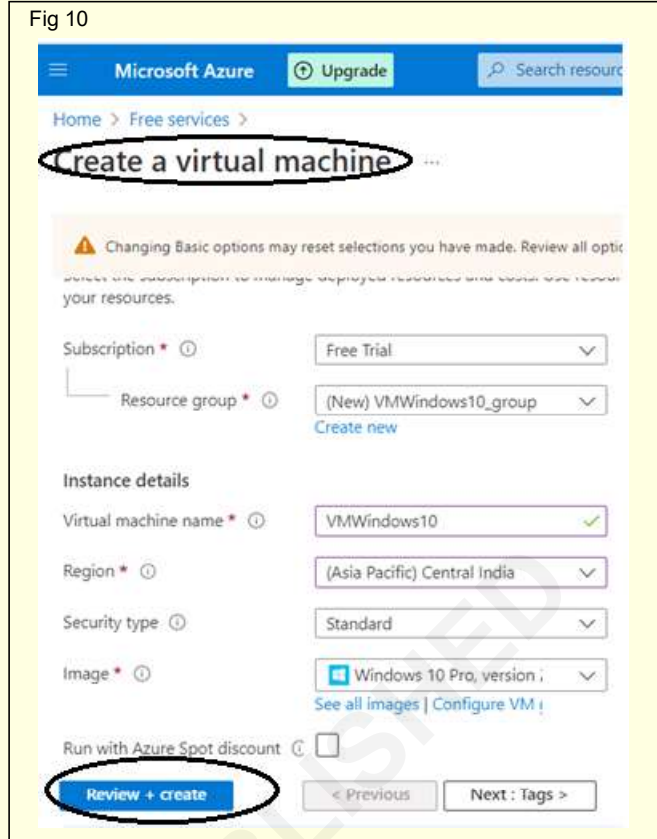 Fig 10
Microsoft Azure Upgrade Search resourc
Home > Free services >
Create a virtual machine ...
Changing Basic options may reset selections you have made. Review all optic
your resources.
Subscription * Free Trial
Resource group * (New) VMWindows10_group
Create new
Instance details
Virtual machine name * VMWindows10
Region * (Asia Pacific) Central India
Security type Standard
Image * Windows 10 Pro, version
See all images | Configure VM
Run with Azure Spot discount
Review + create < Previous Next : Tags >